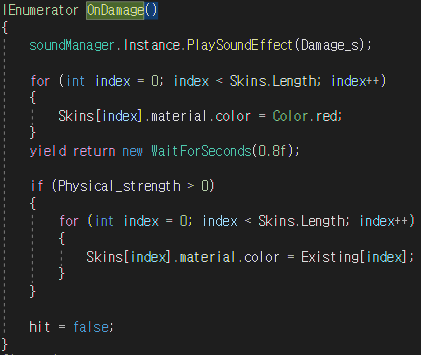 IEnumerator OnDamage()
{
soundManager.Instance.PlaySoundEffect(Damage_s);
for (int index = 0; index < Skins.Length; index++)
{
Skins[index].material.color = Color.red;
}
yield return new WaitForSeconds(0.8f);
if (Physical_strength > 0)
{
for (int index = 0; index < Skins.Length; index++)
{
Skins[index].material.color = Existing[index];
}
}
hit = false;
}